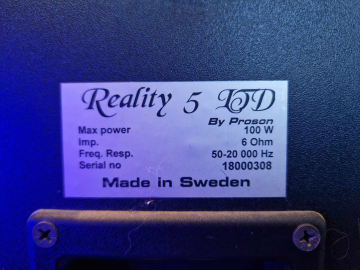 Reality 5 LTD
By Proson
Max power 100 W
Imp. 6 Ohm
Freq. Resp. 50-20 000 Hz
Serial no 18000308
Made in Sweden